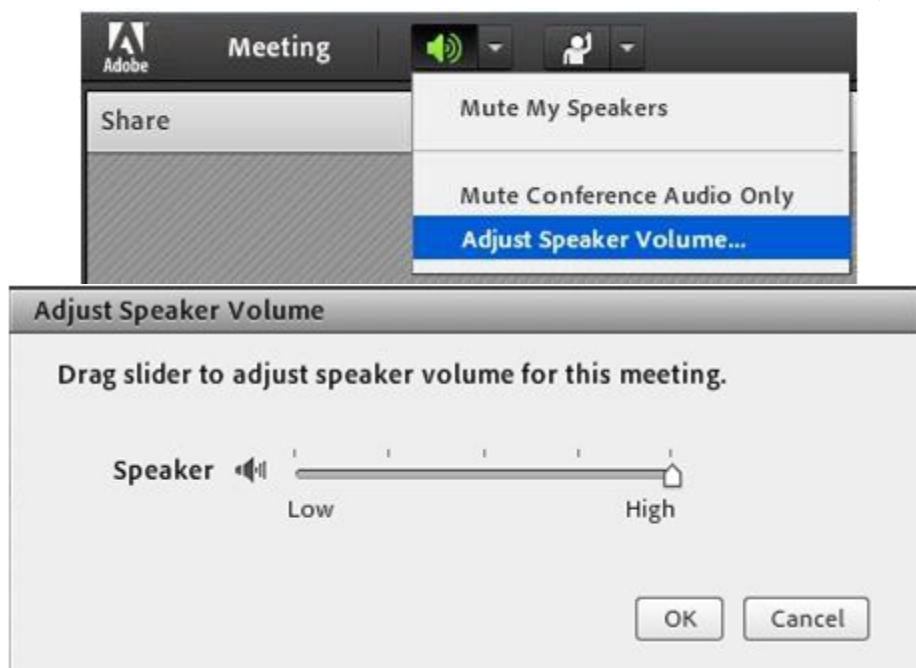 Adobe
Meeting
Share
Mute My Speakers
Mute Conference Audio Only
Adjust Speaker Volume...
Adjust Speaker Volume
Drag slider to adjust speaker volume for this meeting.
Speaker
Low High
OK Cancel